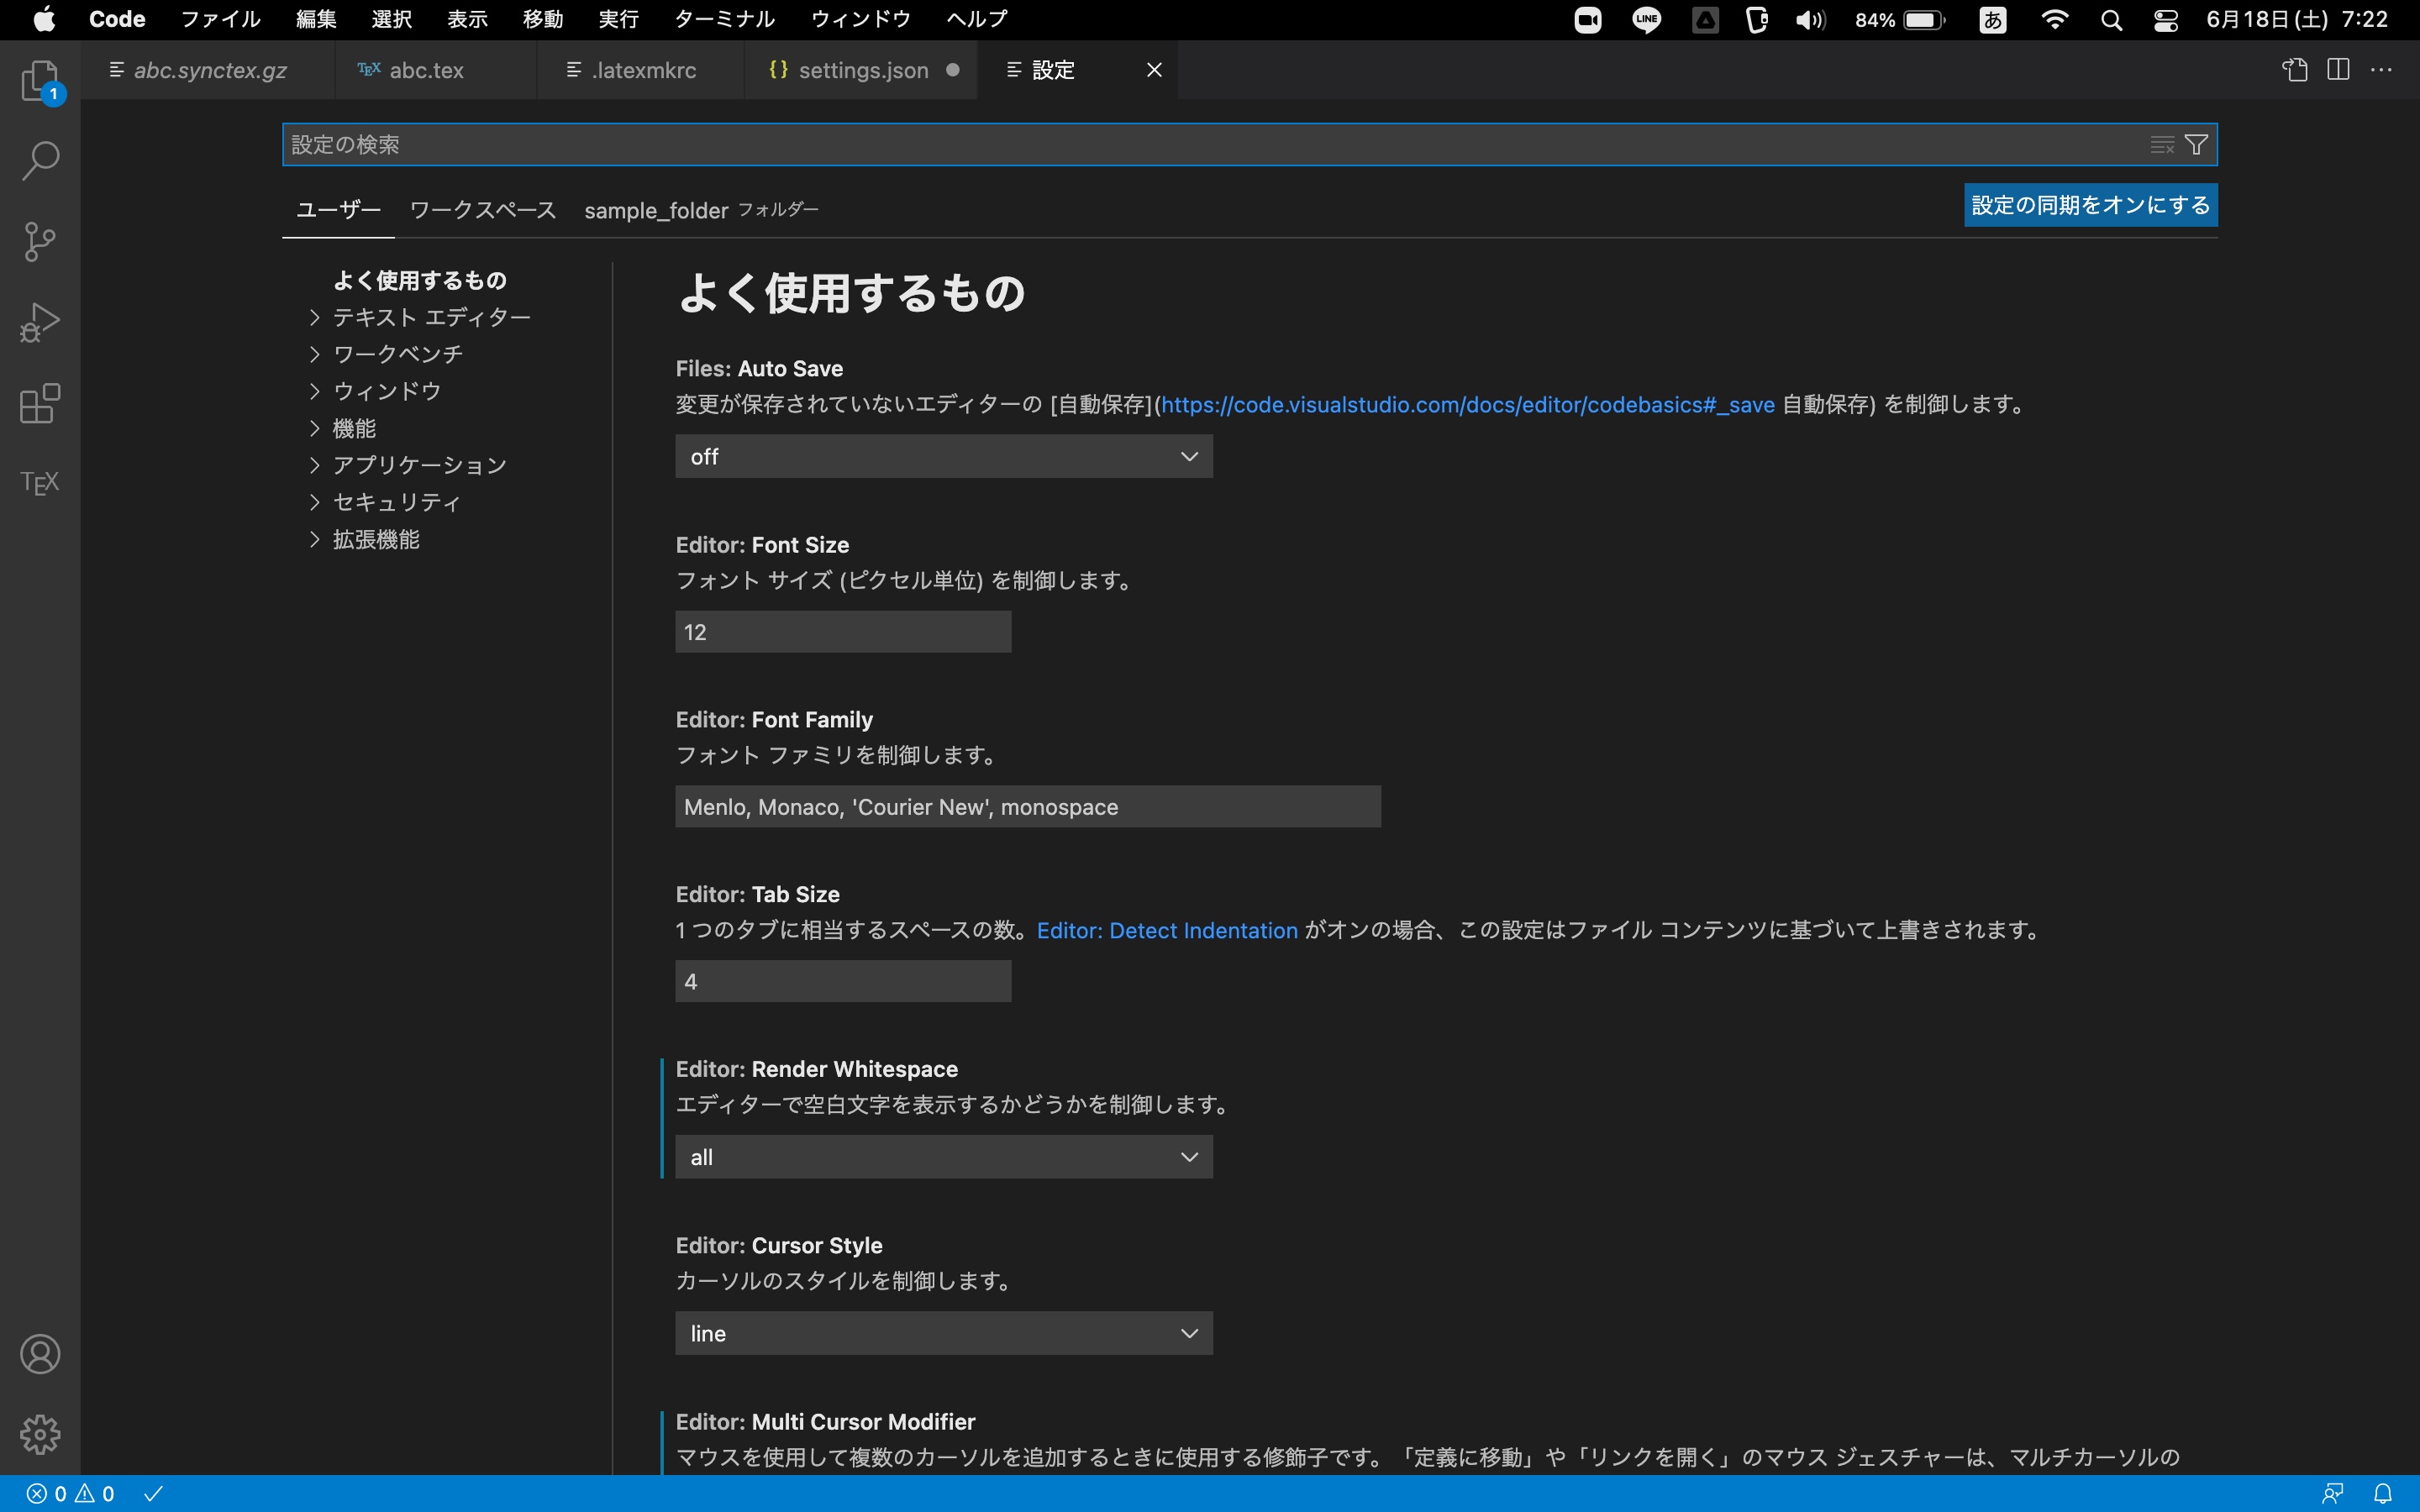 Code ファイル 編集 選択 表示 移動 実行 ターミナル ウィンドウ ヘルプ LINE 84% あ 6月18日(土) 7:22
abc.synctex.gz TEX abc.tex .latexmkrc {} settings.json 設定
1
設定の検索
ユーザー ワークスペース sample_folder フォルダー 設定の同期をオンにする
よく使用するもの
テキスト エディター
ワークベンチ
ウィンドウ
機能
アプリケーション
セキュリティ
拡張機能
TEX
よく使用するもの
Files: Auto Save
変更が保存されていないエディターの [自動保存](https://code.visualstudio.com/docs/editor/codebasics#_save 自動保存) を制御します。
off
Editor: Font Size
フォント サイズ (ピクセル単位) を制御します。
12
Editor: Font Family
フォント ファミリを制御します。
Menlo, Monaco, 'Courier New', monospace
Editor: Tab Size
1 つのタブに相当するスペースの数。Editor: Detect Indentation がオンの場合、この設定はファイル コンテンツに基づいて上書きされます。
4
Editor: Render Whitespace
エディターで空白文字を表示するかどうかを制御します。
all
Editor: Cursor Style
カーソルのスタイルを制御します。
line
Editor: Multi Cursor Modifier
マウスを使用して複数のカーソルを追加するときに使用する修飾子です。「定義に移動」や「リンクを開く」のマウス ジェスチャーは、マルチカーソルの
0 0